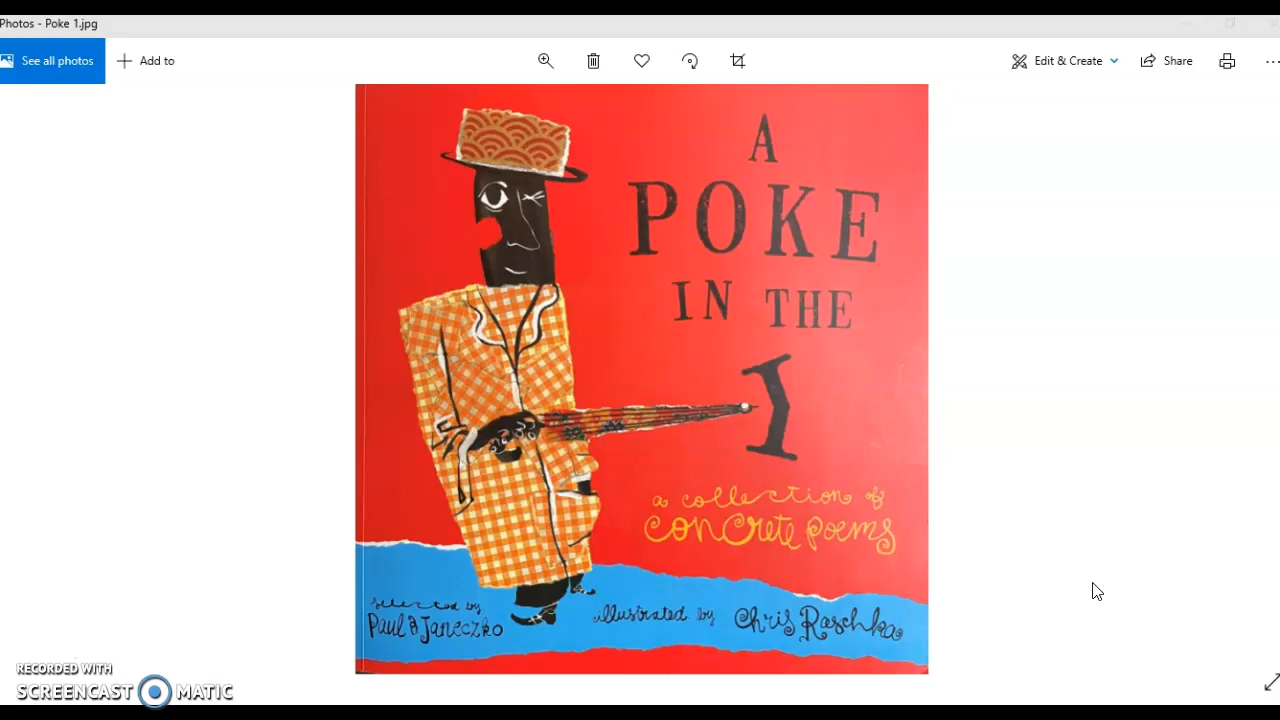 Photos - Poke 1.jpg
See all photos
Add to
Edit & Create
Share
A
POKE
IN THE
I
a collection of
concrete poems
selected by
Paul B Janeczko
illustrated by Chris Raschka
RECORDED WITH
SCREENCAST MATIC